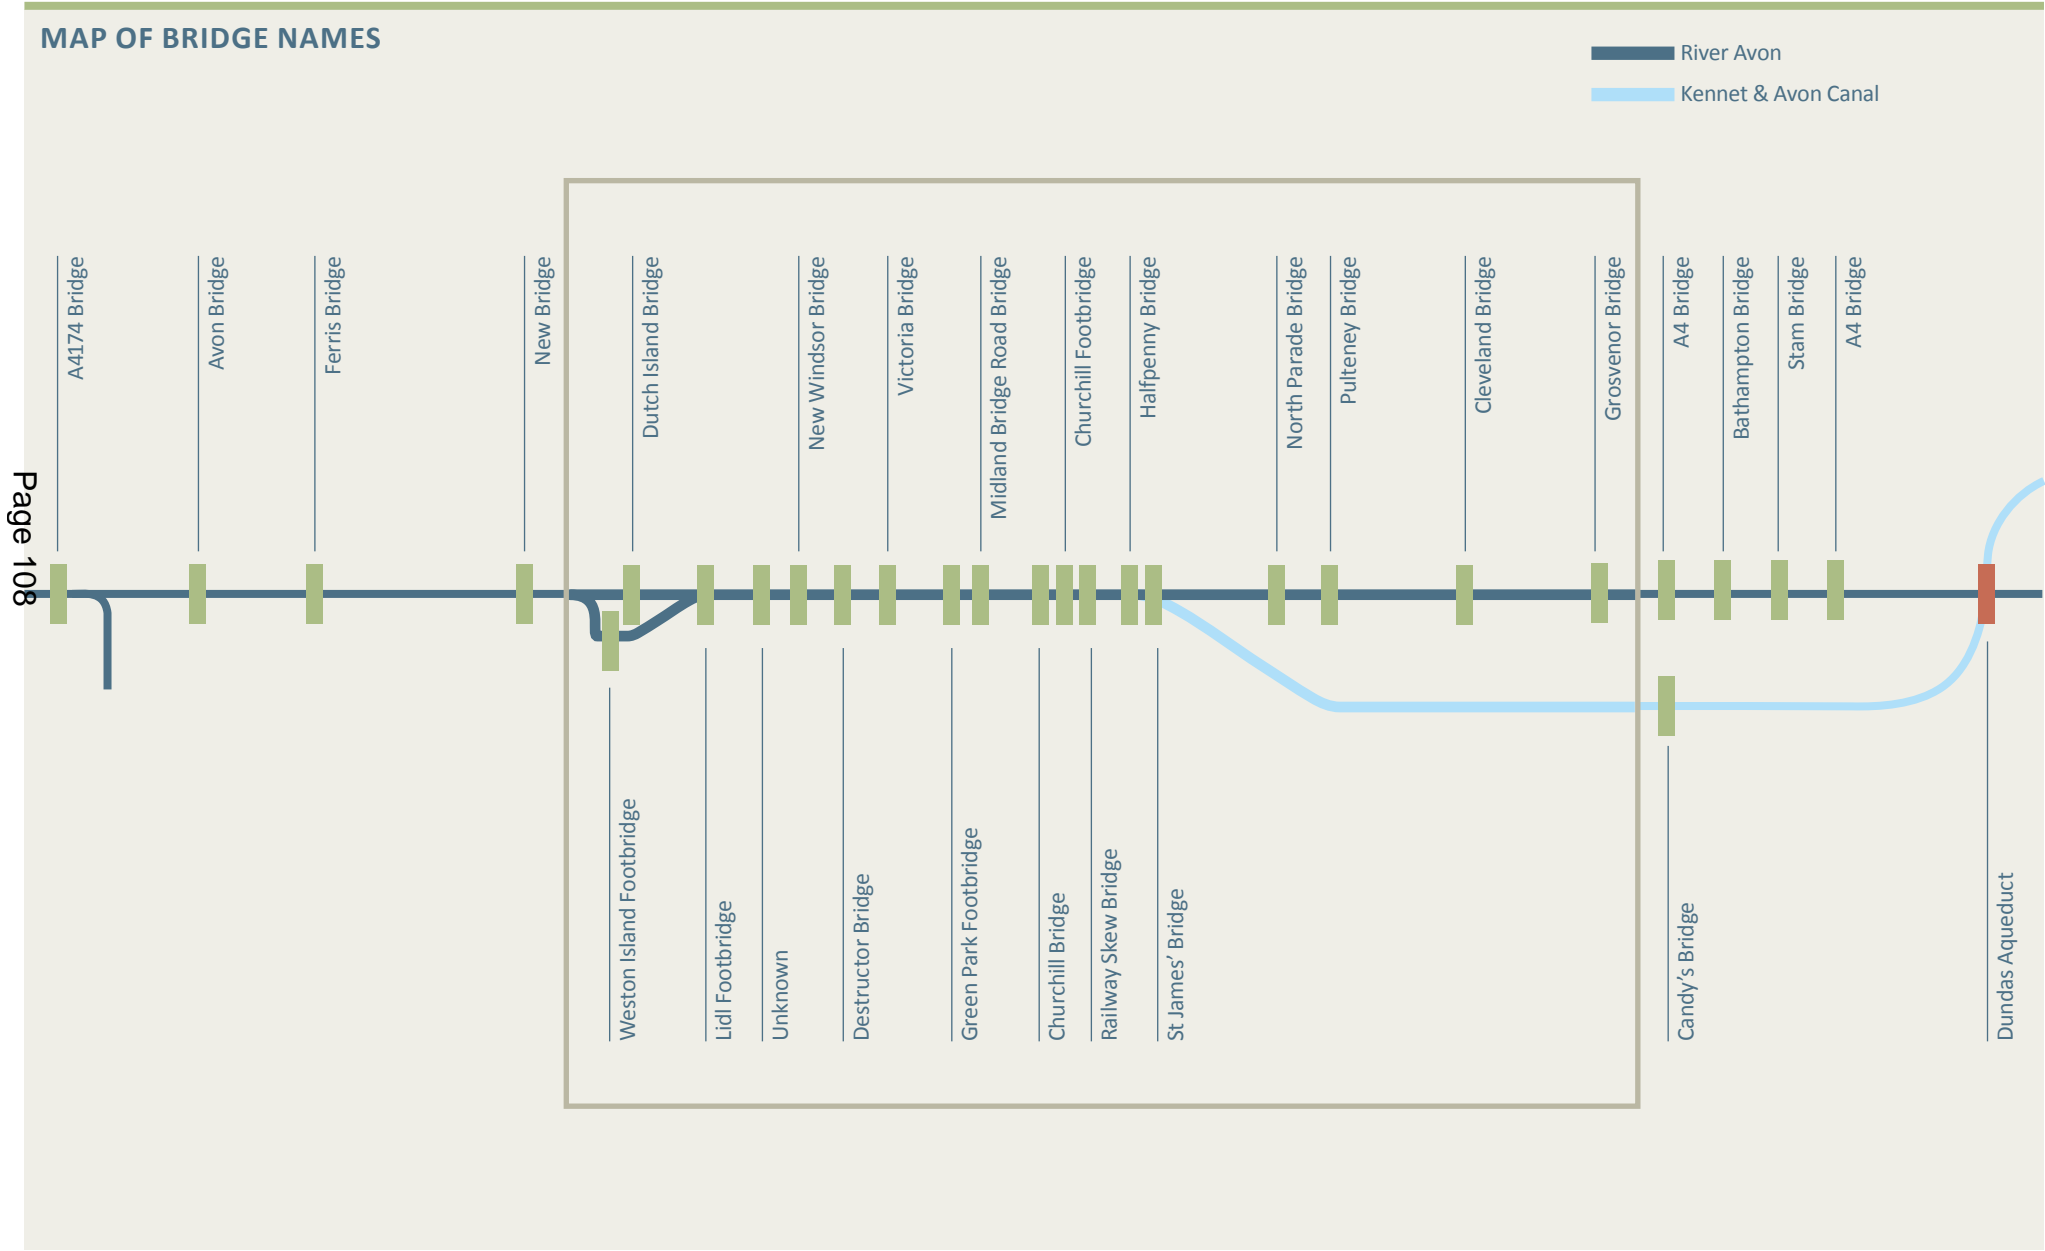 MAP OF BRIDGE NAMES
River Avon
Kennet & Avon Canal
A4174 Bridge
Avon Bridge
Ferris Bridge
New Bridge
Dutch Island Bridge
New Windsor Bridge
Victoria Bridge
Midland Bridge Road Bridge
Churchill Footbridge
Halfpenny Bridge
North Parade Bridge
Pulteney Bridge
Cleveland Bridge
Grosvenor Bridge
A4 Bridge
Bathampton Bridge
Stam Bridge
A4 Bridge
Page 108
Weston Island Footbridge
Lidl Footbridge
Unknown
Destructor Bridge
Green Park Footbridge
Churchill Bridge
Railway Skew Bridge
St James’ Bridge
Candy’s Bridge
Dundas Aqueduct